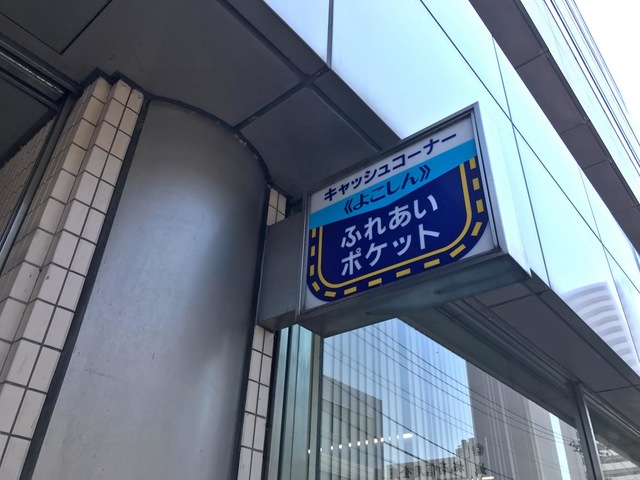 キャッシュコーナー
《よこしん》
ふれあい
ポケット